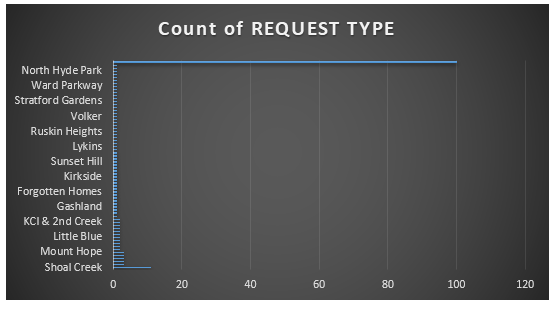 Count of REQUEST TYPE
North Hyde Park
Ward Parkway
Stratford Gardens
Volker
Ruskin Heights
Lykins
Sunset Hill
Kirkside
Forgotten Homes
Gashland
KCI & 2nd Creek
Little Blue
Mount Hope
Shoal Creek
0 20 40 60 80 100 120